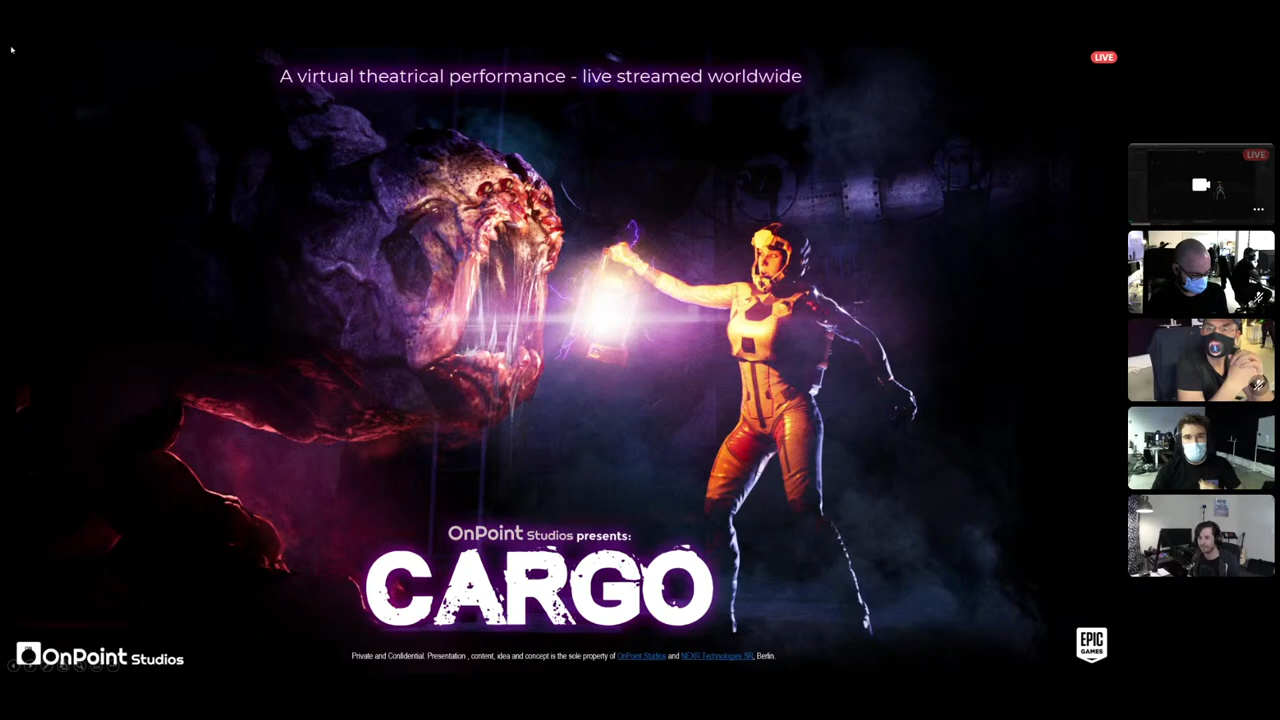 A virtual theatrical performance - live streamed worldwide
LIVE
LIVE
OnPoint Studios presents:
CARGO
OnPoint Studios
Private and Confidential. Presentation , content, idea and concept is the sole property of OnPoint Studios and NEXR Technologies SE, Berlin.
EPIC
GAMES